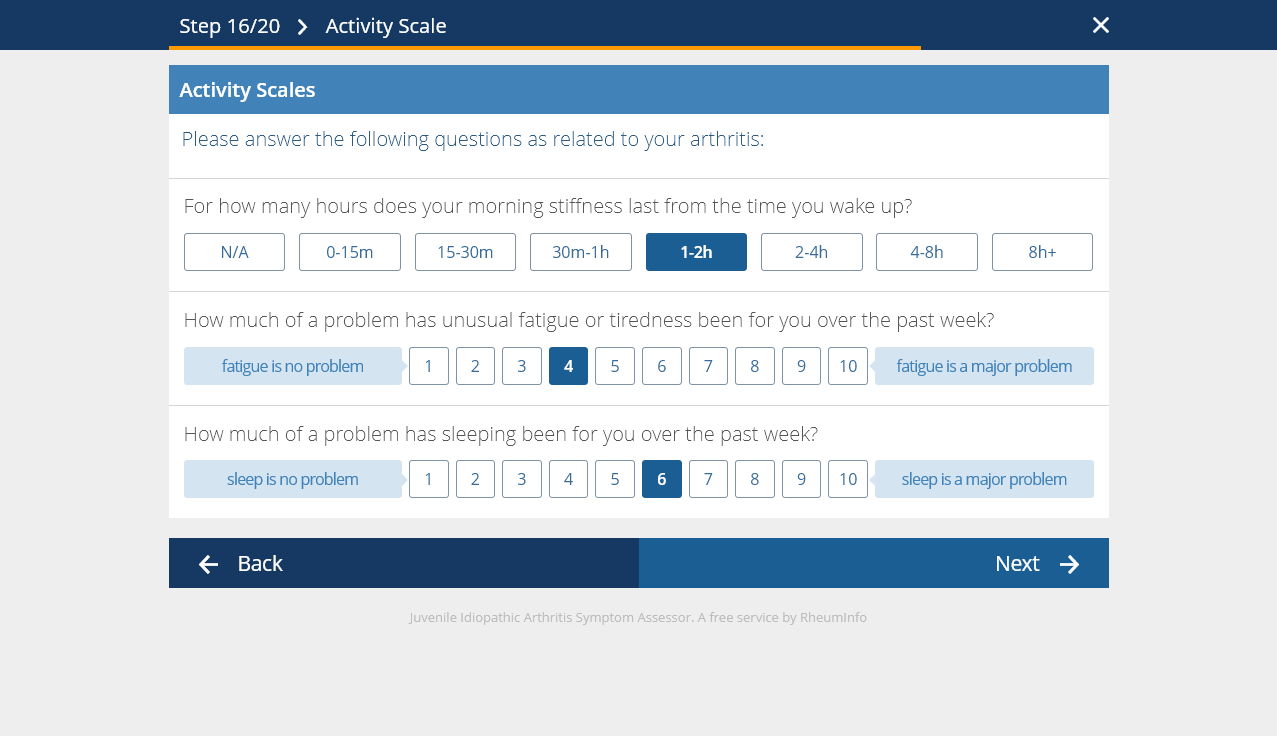 Step 16/20 Activity Scale
Activity Scales
Please answer the following questions as related to your arthritis:
For how many hours does your morning stiffness last from the time you wake up?
N/A 0-15m 15-30m 30m-1h 1-2h 2-4h 4-8h 8h+
How much of a problem has unusual fatigue or tiredness been for you over the past week?
fatigue is no problem 1 2 3 4 5 6 7 8 9 10 fatigue is a major problem
How much of a problem has sleeping been for you over the past week?
sleep is no problem 1 2 3 4 5 6 7 8 9 10 sleep is a major problem
Back Next
Juvenile Idiopathic Arthritis Symptom Assessor. A free service by RheumInfo